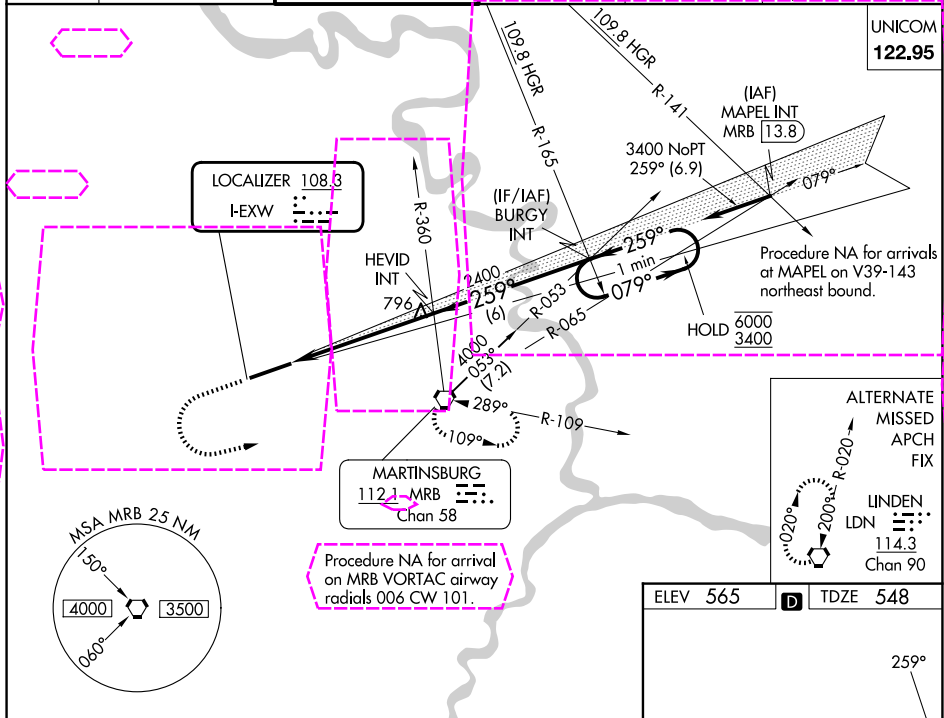 UNICOM
122.95
109.8 HGR
R-165
109.8 HGR
R-141
(IAF)
MAPEL INT
MRB 13.8
3400 NoPT
259° (6.9)
079°
LOCALIZER 108.3
I-EXW
R-360
(IF/IAF)
BURGY
INT
259°
1 min
079°
Procedure NA for arrivals
at MAPEL on V39-143
northeast bound.
HEVID
INT
796
2400
259°
(6)
R-053
R-065
HOLD 6000
3400
4000
053°
(7.2)
289°
R-109
109°
MARTINSBURG
112.1 MRB
Chan 58
ALTERNATE
MISSED
APCH
FIX
R-020
020°
200°
LINDEN
LDN
114.3
Chan 90
MSA MRB 25 NM
150°
4000
3500
060°
Procedure NA for arrival
on MRB VORTAC airway
radials 006 CW 101.
ELEV 565 D TDZE 548
259°